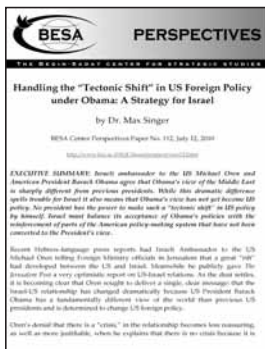 BESA PERSPECTIVES
THE BEGIN-SADAT CENTER FOR STRATEGIC STUDIES
Handling the “Tectonic Shift” in US Foreign Policy
under Obama: A Strategy for Israel
by Dr. Max Singer
BESA Center Perspectives Paper No. 112, July 12, 2010
EXECUTIVE SUMMARY: Israeli ambassador to the US Michael Oren and
American President Barack Obama agree that Obama's view of the Middle East
is sharply different from previous presidents. While this dramatic difference
spells trouble for Israel it also means that Obama's view has not yet become US
policy. No president has the power to make such a "tectonic shift" in US policy
by himself. Israel must balance its acceptance of Obama's policies with the
reinforcement of parts of the American policy-making system that have not been
converted to the President's view.
Recent Hebrew-language press reports had Israeli Ambassador to the US
Michael Oren telling Foreign Ministry officials in Jerusalem that a great "rift"
had developed between the US and Israel. Meanwhile he publicly gave The
Jerusalem Post a very optimistic report on US-Israel relations. As the dust settles,
it is becoming clear that Oren sought to deliver a single, clear message: that the
Israel-US relationship has changed dramatically because US President Barack
Obama has a fundamentally different view of the world than previous US
presidents and is determined to change US foreign policy.
Oren's denial that there is a "crisis," in the relationship becomes less reassuring,
as well as more justifiable, when he explains that there is no crisis because it is